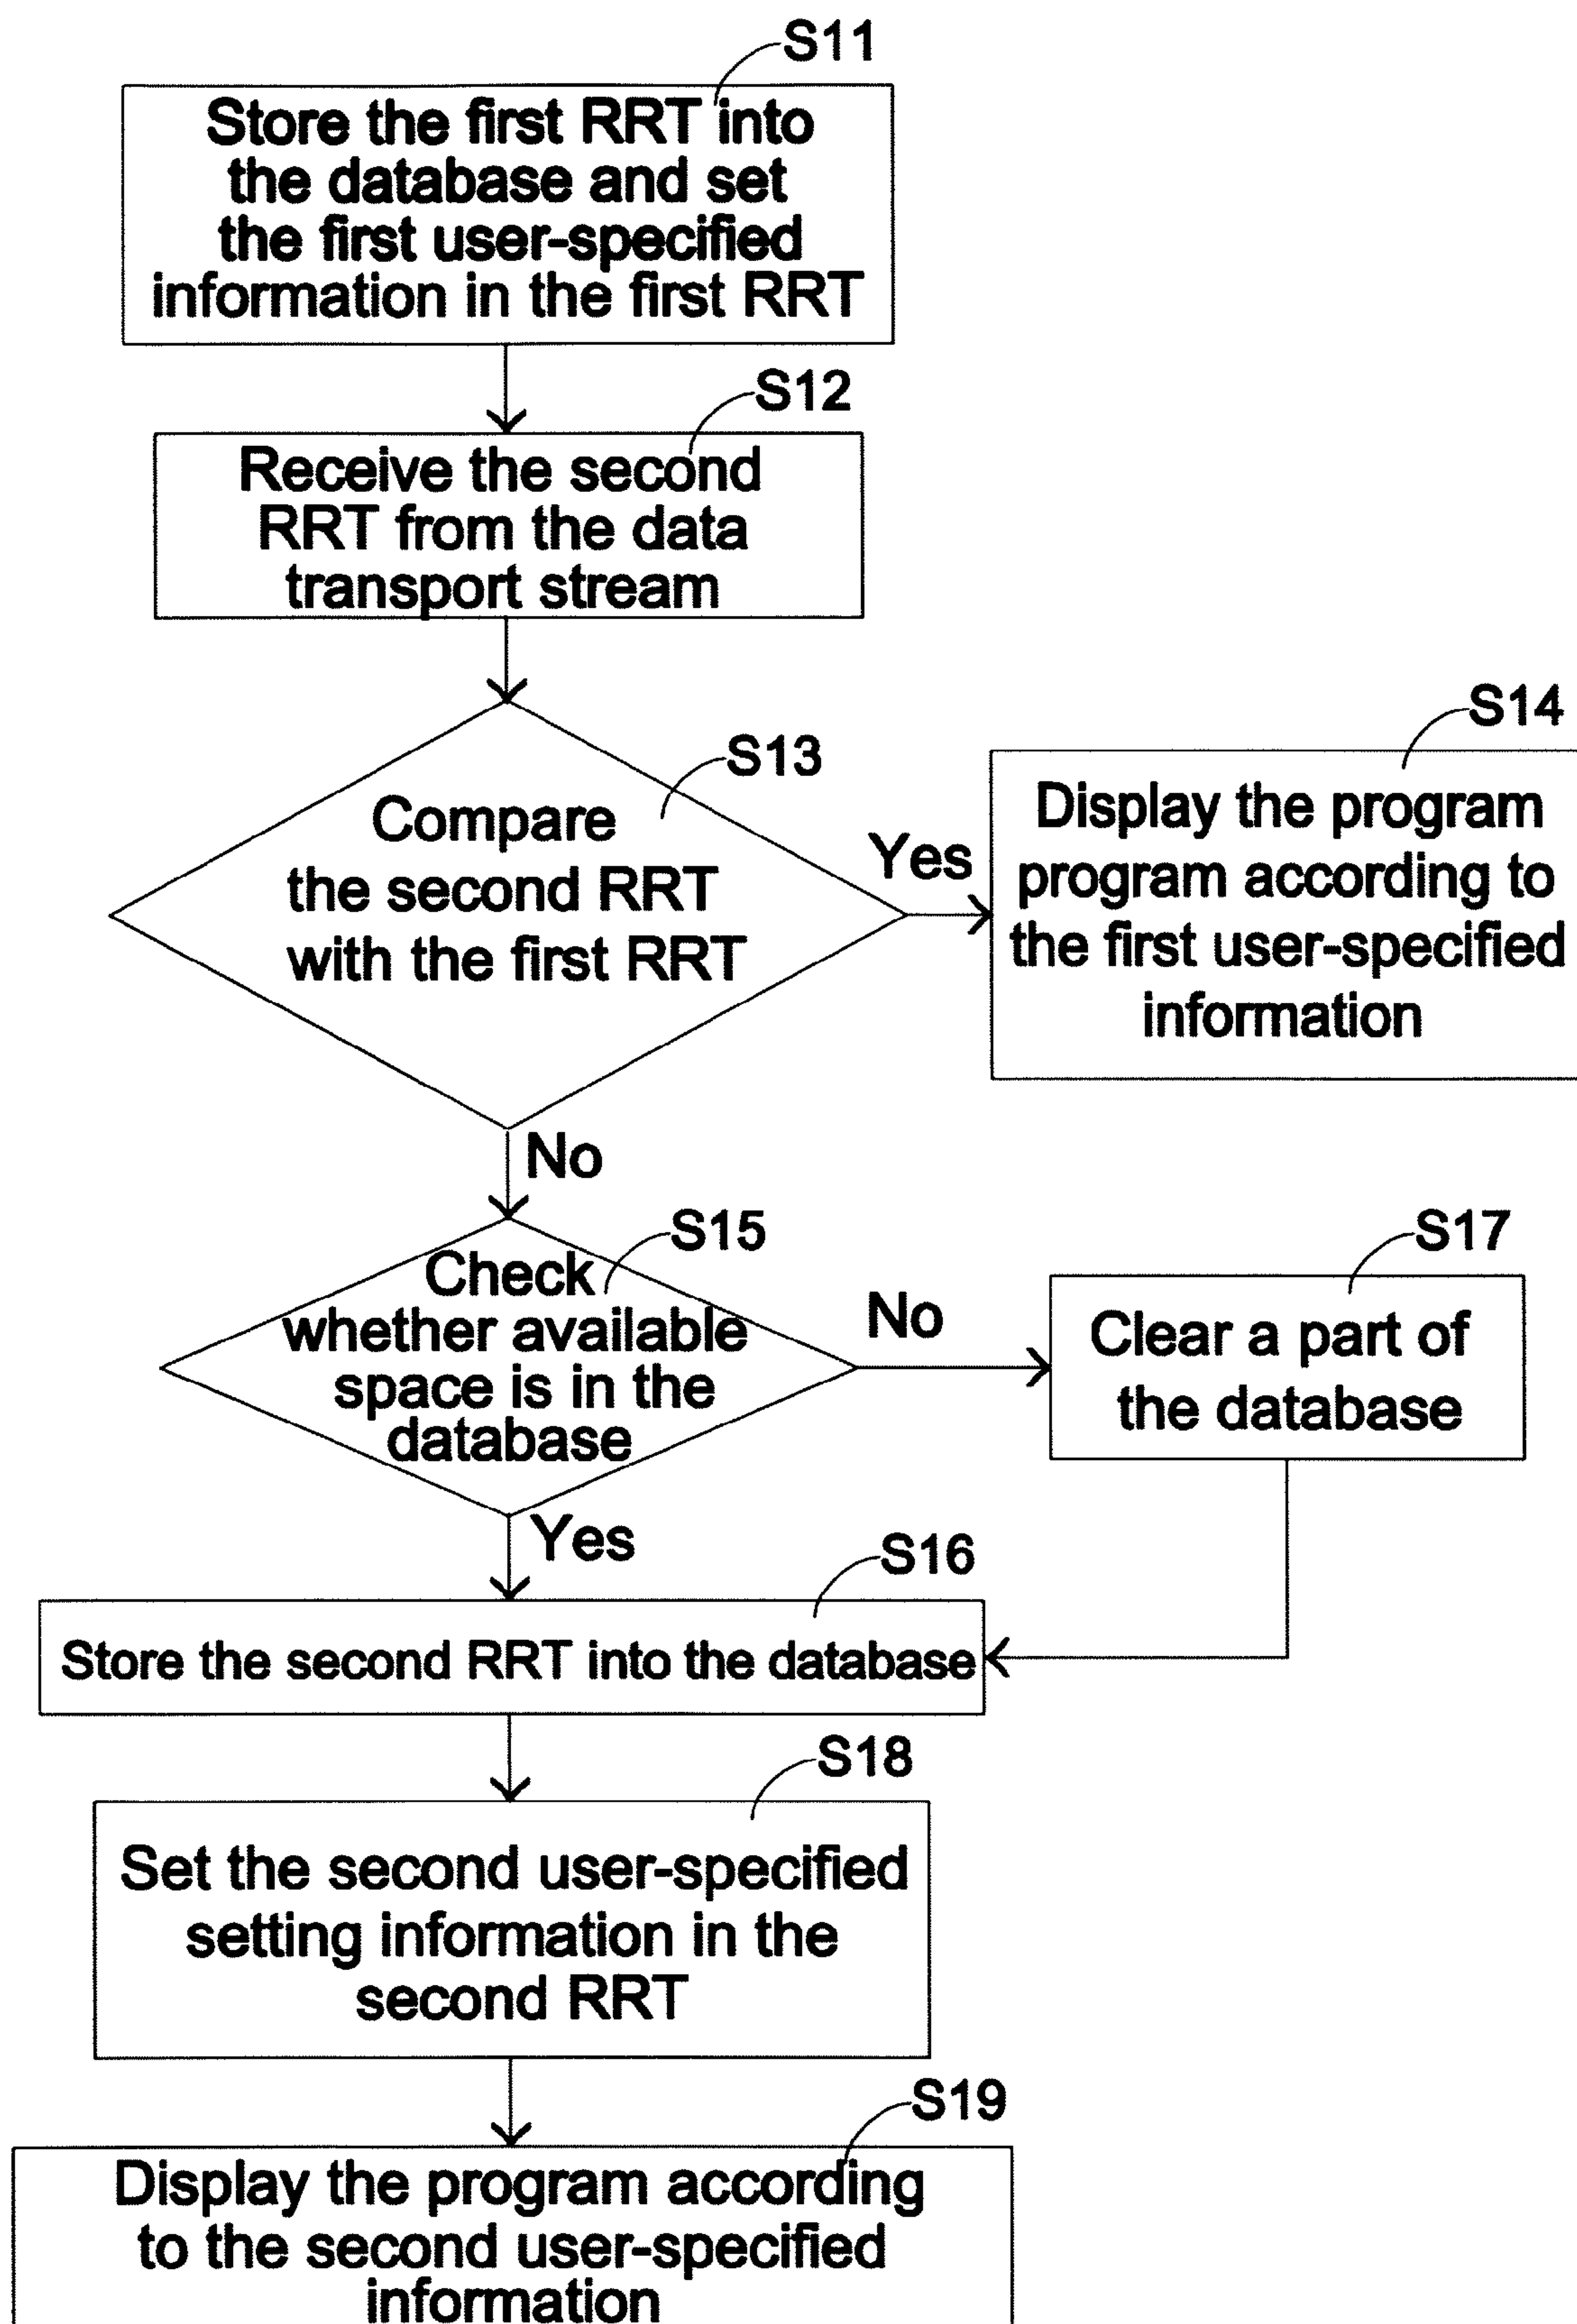 S11
Store the first RRT into
the database and set
the first user-specified
information in the first RRT
S12
Receive the second
RRT from the data
transport stream
S13
Compare
the second RRT
with the first RRT
Yes
S14
Display the program
program according to
the first user-specified
information
No
S15
Check
whether available
space is in the
database
No
S17
Clear a part of
the database
Yes
S16
Store the second RRT into the database
S18
Set the second user-specified
setting information in the
second RRT
S19
Display the program according
to the second user-specified
information